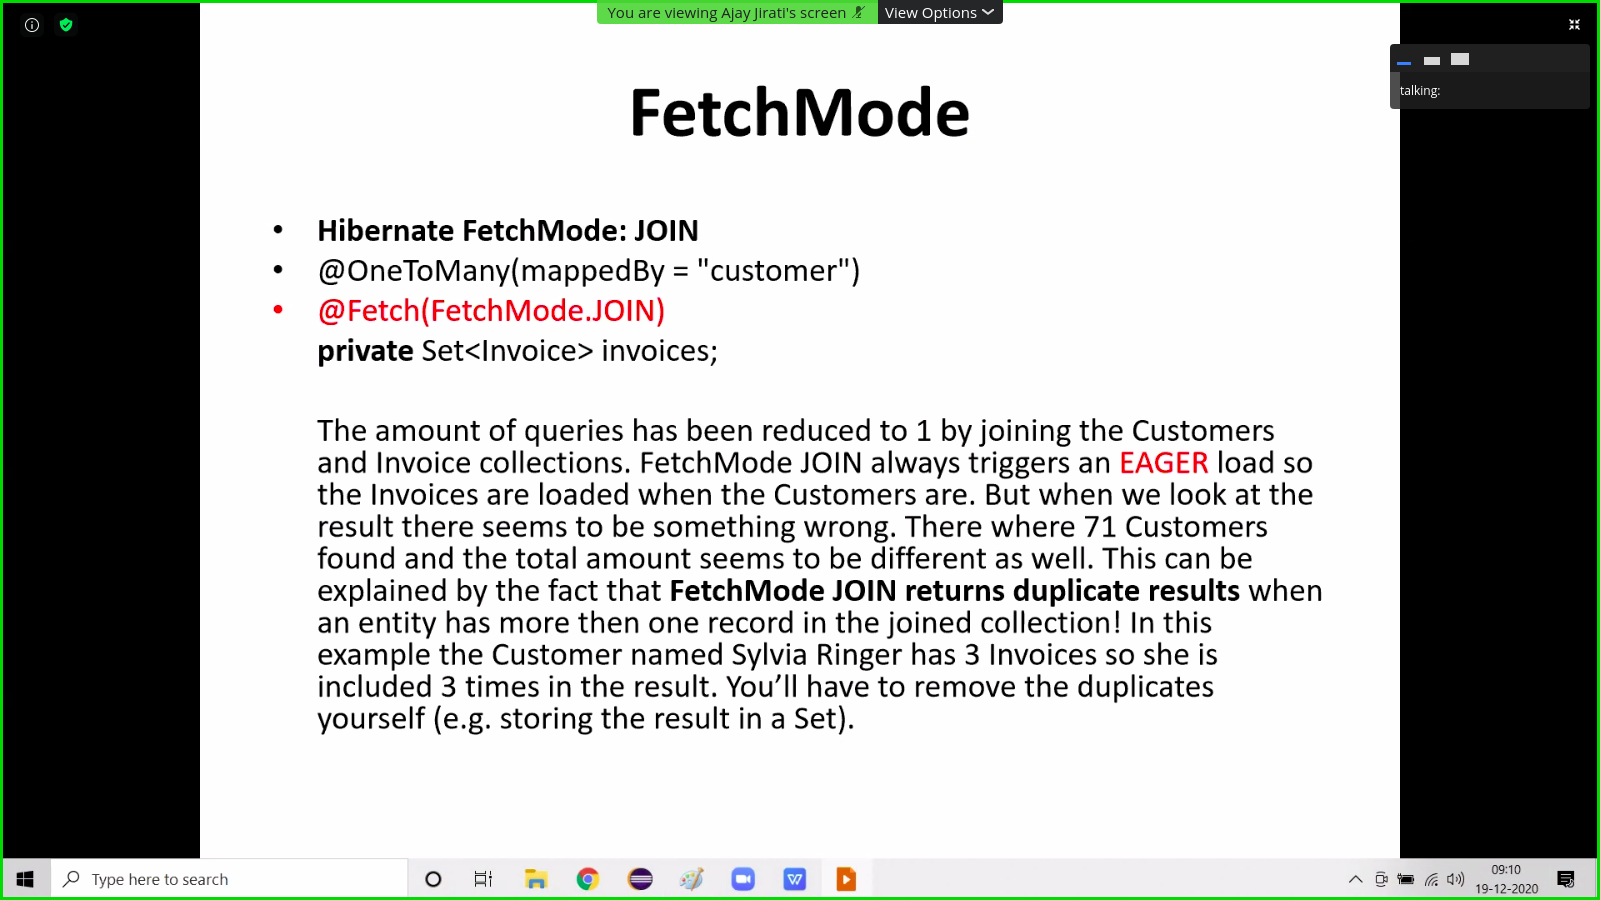 You are viewing Ajay Jirati's screen View Options
talking:
FetchMode
• Hibernate FetchMode: JOIN
• @OneToMany(mappedBy = "customer")
• @Fetch(FetchMode.JOIN)
private Set<Invoice> invoices;
The amount of queries has been reduced to 1 by joining the Customers
and Invoice collections. FetchMode JOIN always triggers an EAGER load so
the Invoices are loaded when the Customers are. But when we look at the
result there seems to be something wrong. There where 71 Customers
found and the total amount seems to be different as well. This can be
explained by the fact that FetchMode JOIN returns duplicate results when
an entity has more then one record in the joined collection! In this
example the Customer named Sylvia Ringer has 3 Invoices so she is
included 3 times in the result. You’ll have to remove the duplicates
yourself (e.g. storing the result in a Set).
Type here to search
09:10
19-12-2020